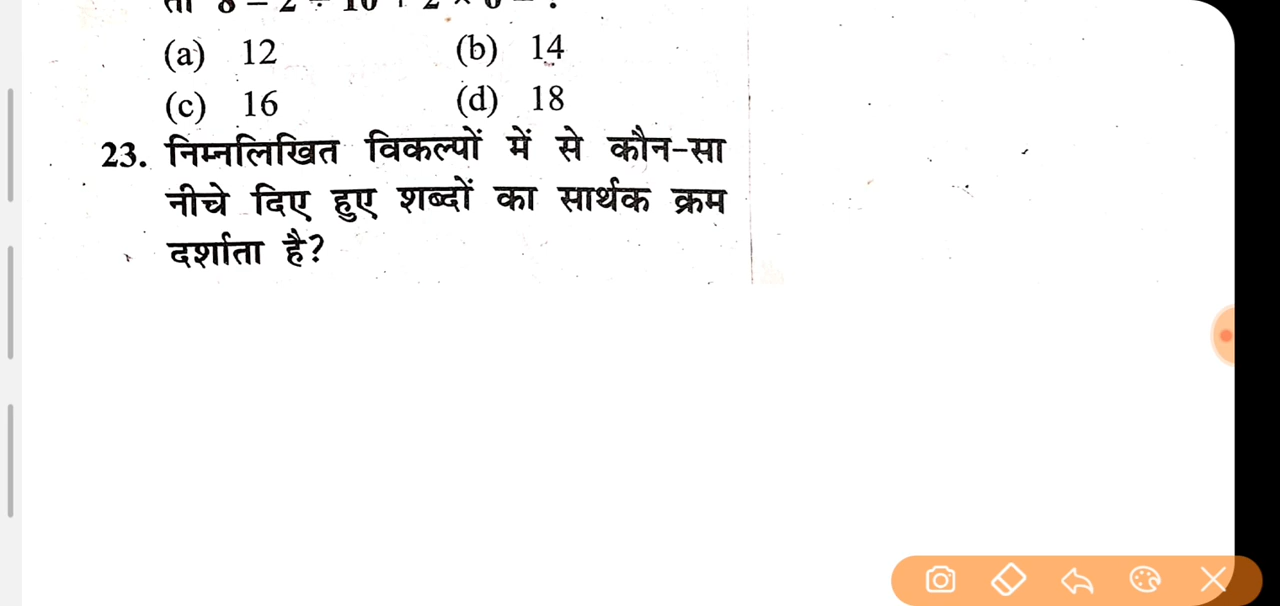 (a) 12 (b) 14
(c) 16 (d) 18
23. निम्नलिखित विकल्पों में से कौन-सा
नीचे दिए हुए शब्दों का सार्थक क्रम
दर्शाता है?